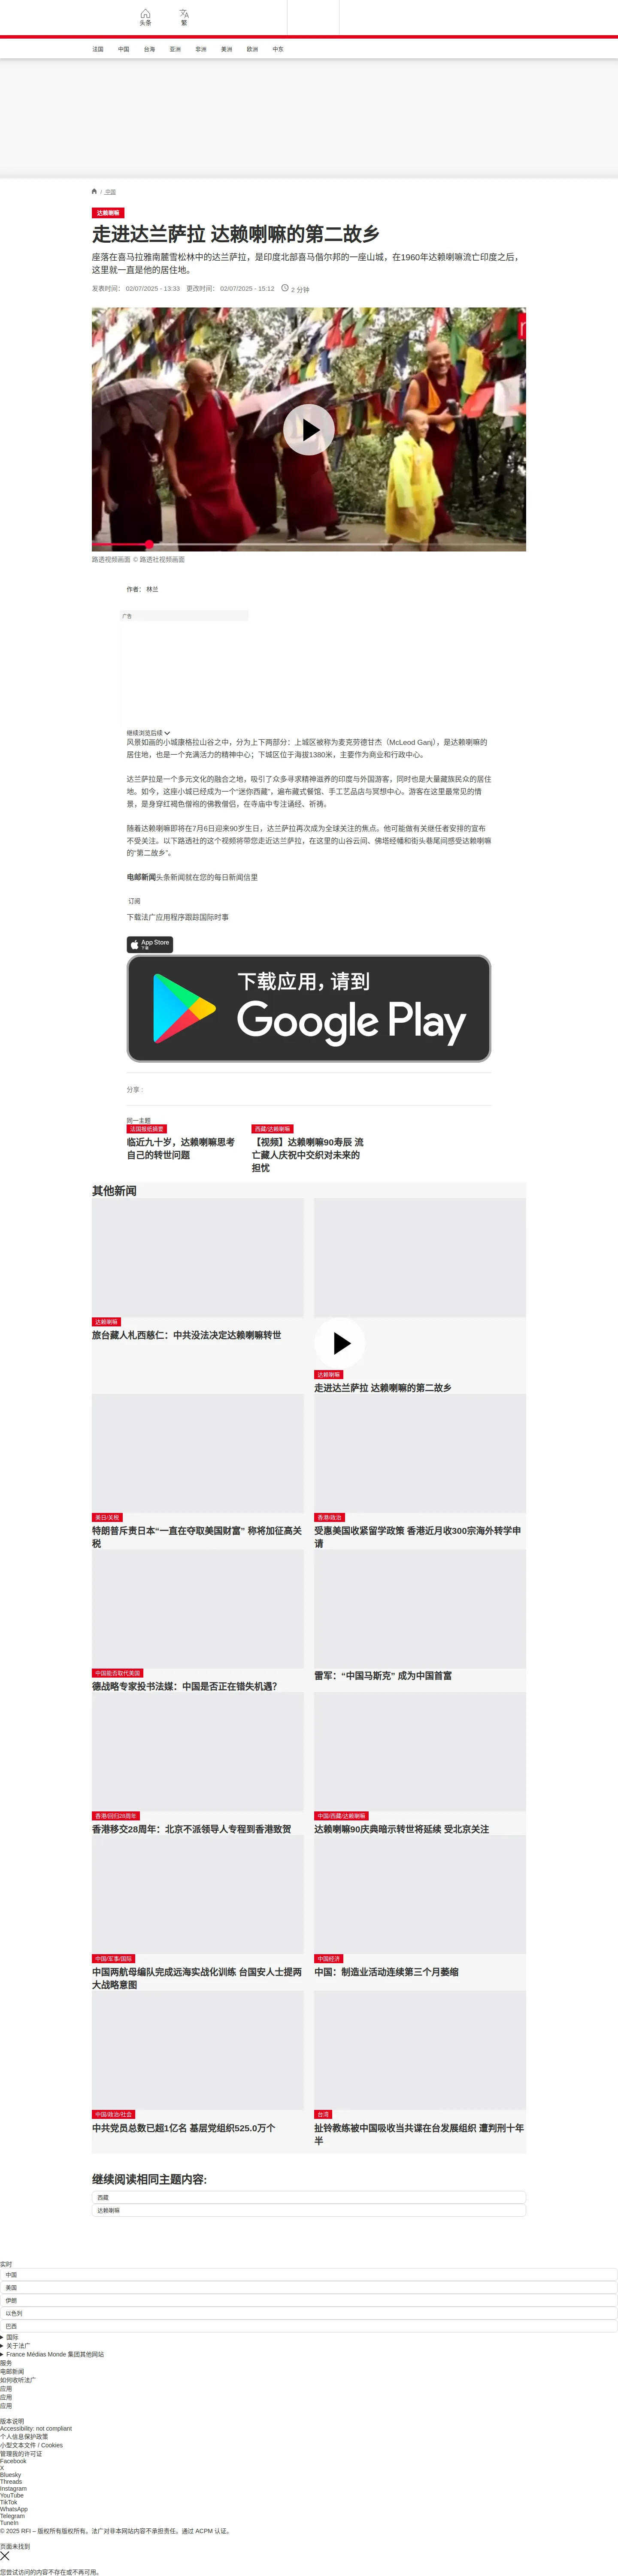 头条
繁
法国 中国 台海 亚洲 非洲 美洲 欧洲 中东
/ 中国
达赖喇嘛
走进达兰萨拉 达赖喇嘛的第二故乡
座落在喜马拉雅南麓雪松林中的达兰萨拉，是印度北部喜马偕尔邦的一座山城，在1960年达赖喇嘛流亡印度之后，
这里就一直是他的居住地。
发表时间： 02/07/2025 - 13:33 更改时间： 02/07/2025 - 15:12 2 分钟
路透视频画面 © 路透社视频画面
作者： 林兰
广告
继续浏览后续
风景如画的小城康格拉山谷之中，分为上下两部分：上城区被称为麦克劳德甘杰（McLeod Ganj），是达赖喇嘛的
居住地，也是一个充满活力的精神中心；下城区位于海拔1380米，主要作为商业和行政中心。
达兰萨拉是一个多元文化的融合之地，吸引了众多寻求精神滋养的印度与外国游客，同时也是大量藏族民众的居住
地。如今，这座小城已经成为一个“迷你西藏”，遍布藏式餐馆、手工艺品店与冥想中心。游客在这里最常见的情
景，是身穿红褐色僧袍的佛教僧侣，在寺庙中专注诵经、祈祷。
随着达赖喇嘛即将在7月6日迎来90岁生日，达兰萨拉再次成为全球关注的焦点。他可能做有关继任者安排的宣布
不受关注。以下路透社的这个视频将带您走近达兰萨拉，在这里的山谷云间、佛塔经幡和街头巷尾间感受达赖喇嘛
的“第二故乡”。
电邮新闻头条新闻就在您的每日新闻信里
订阅
下载法广应用程序跟踪国际时事
App Store
下载
下载应用，请到
Google Play
分享 :
同一主题
法国报纸摘要
临近九十岁，达赖喇嘛思考
自己的转世问题
西藏/达赖喇嘛
【视频】达赖喇嘛90寿辰 流
亡藏人庆祝中交织对未来的
担忧
其他新闻
达赖喇嘛
旅台藏人札西慈仁：中共没法决定达赖喇嘛转世
达赖喇嘛
走进达兰萨拉 达赖喇嘛的第二故乡
美日/关税
特朗普斥责日本“一直在夺取美国财富” 称将加征高关
税
香港/政治
受惠美国收紧留学政策 香港近月收300宗海外转学申
请
中国能否取代美国
德战略专家投书法媒：中国是否正在错失机遇？
雷军：“中国马斯克” 成为中国首富
香港/回归28周年
香港移交28周年：北京不派领导人专程到香港致贺
中国/西藏/达赖喇嘛
达赖喇嘛90庆典暗示转世将延续 受北京关注
中国/军事/国际
中国两航母编队完成远海实战化训练 台国安人士提两
大战略意图
中国经济
中国：制造业活动连续第三个月萎缩
中国/政治/社会
中共党员总数已超1亿名 基层党组织525.0万个
台湾
扯铃教练被中国吸收当共谍在台发展组织 遭判刑十年
半
继续阅读相同主题内容:
西藏
达赖喇嘛
实时
中国
美国
伊朗
以色列
巴西
国际
关于法广
France Médias Monde 集团其他网站
服务
电邮新闻
如何收听法广
应用
应用
应用
版本说明
Accessibility: not compliant
个人信息保护政策
小型文本文件 / Cookies
管理我的许可证
Facebook
X
Bluesky
Threads
Instagram
YouTube
TikTok
WhatsApp
Telegram
TuneIn
© 2025 RFI – 版权所有版权所有。法广对非本网站内容不承担责任。通过 ACPM 认证。
页面未找到
您尝试访问的内容不存在或不再可用。